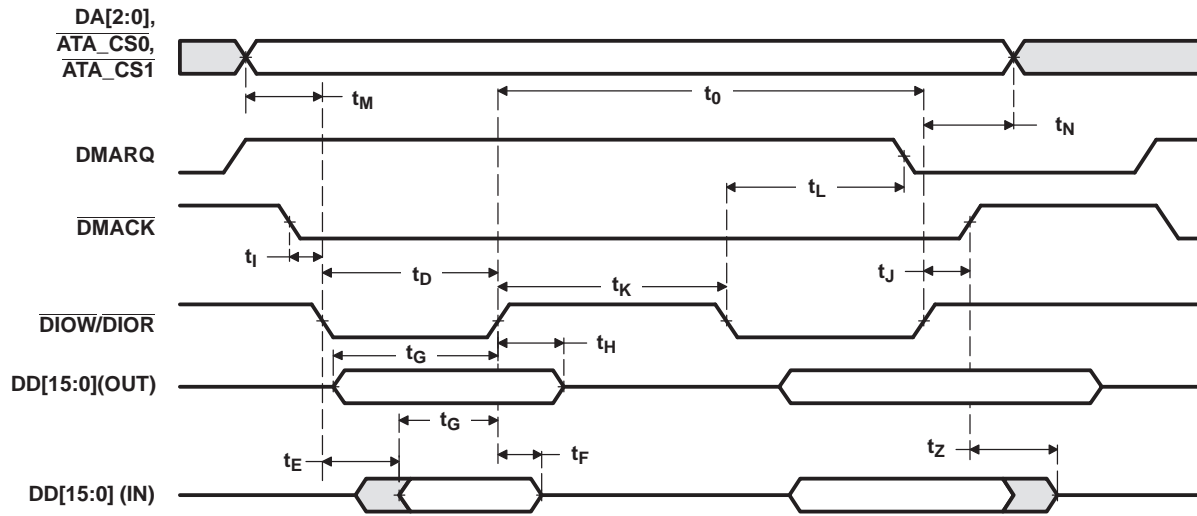 DA[2:0],
ATA_CS0,
ATA_CS1
tM
t0
tN
DMARQ
tL
DMACK
tI
tD
tK
tJ
DIOW/DIOR
tG
tH
DD[15:0](OUT)
tG
tE
tF
tZ
DD[15:0] (IN)